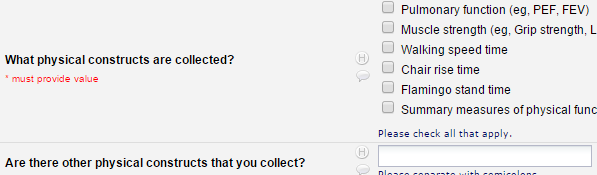 Pulmonary function (eg, PEF, FEV)
Muscle strength (eg, Grip strength, L
What physical constructs are collected?
H
Walking speed time
* must provide value
Chair rise time
Flamingo stand time
Summary measures of physical func
Please check all that apply.
Are there other physical constructs that you collect?
H
Please separate with semicolons